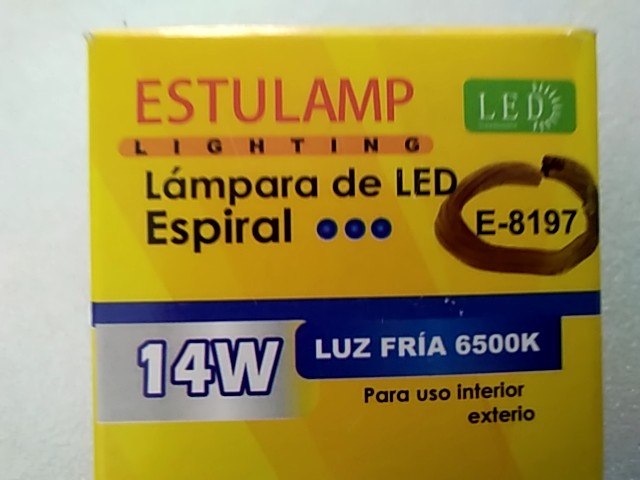 ESTULAMP
LED
LIGHTING
Lámpara de LED
Espiral
E-8197
14W
LUZ FRÍA 6500K
Para uso interior
exterio